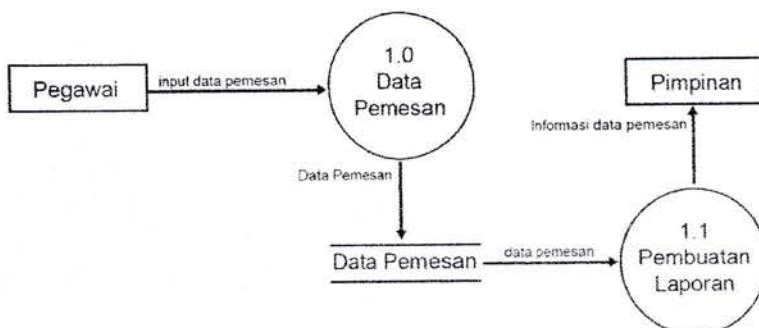 Pegawai
input data pemesan
1.0
Data
Pemesan
Pimpinan
Informasi data pemesan
Data Pemesan
Data Pemesan
data pemesan
1.1
Pembuatan
Laporan